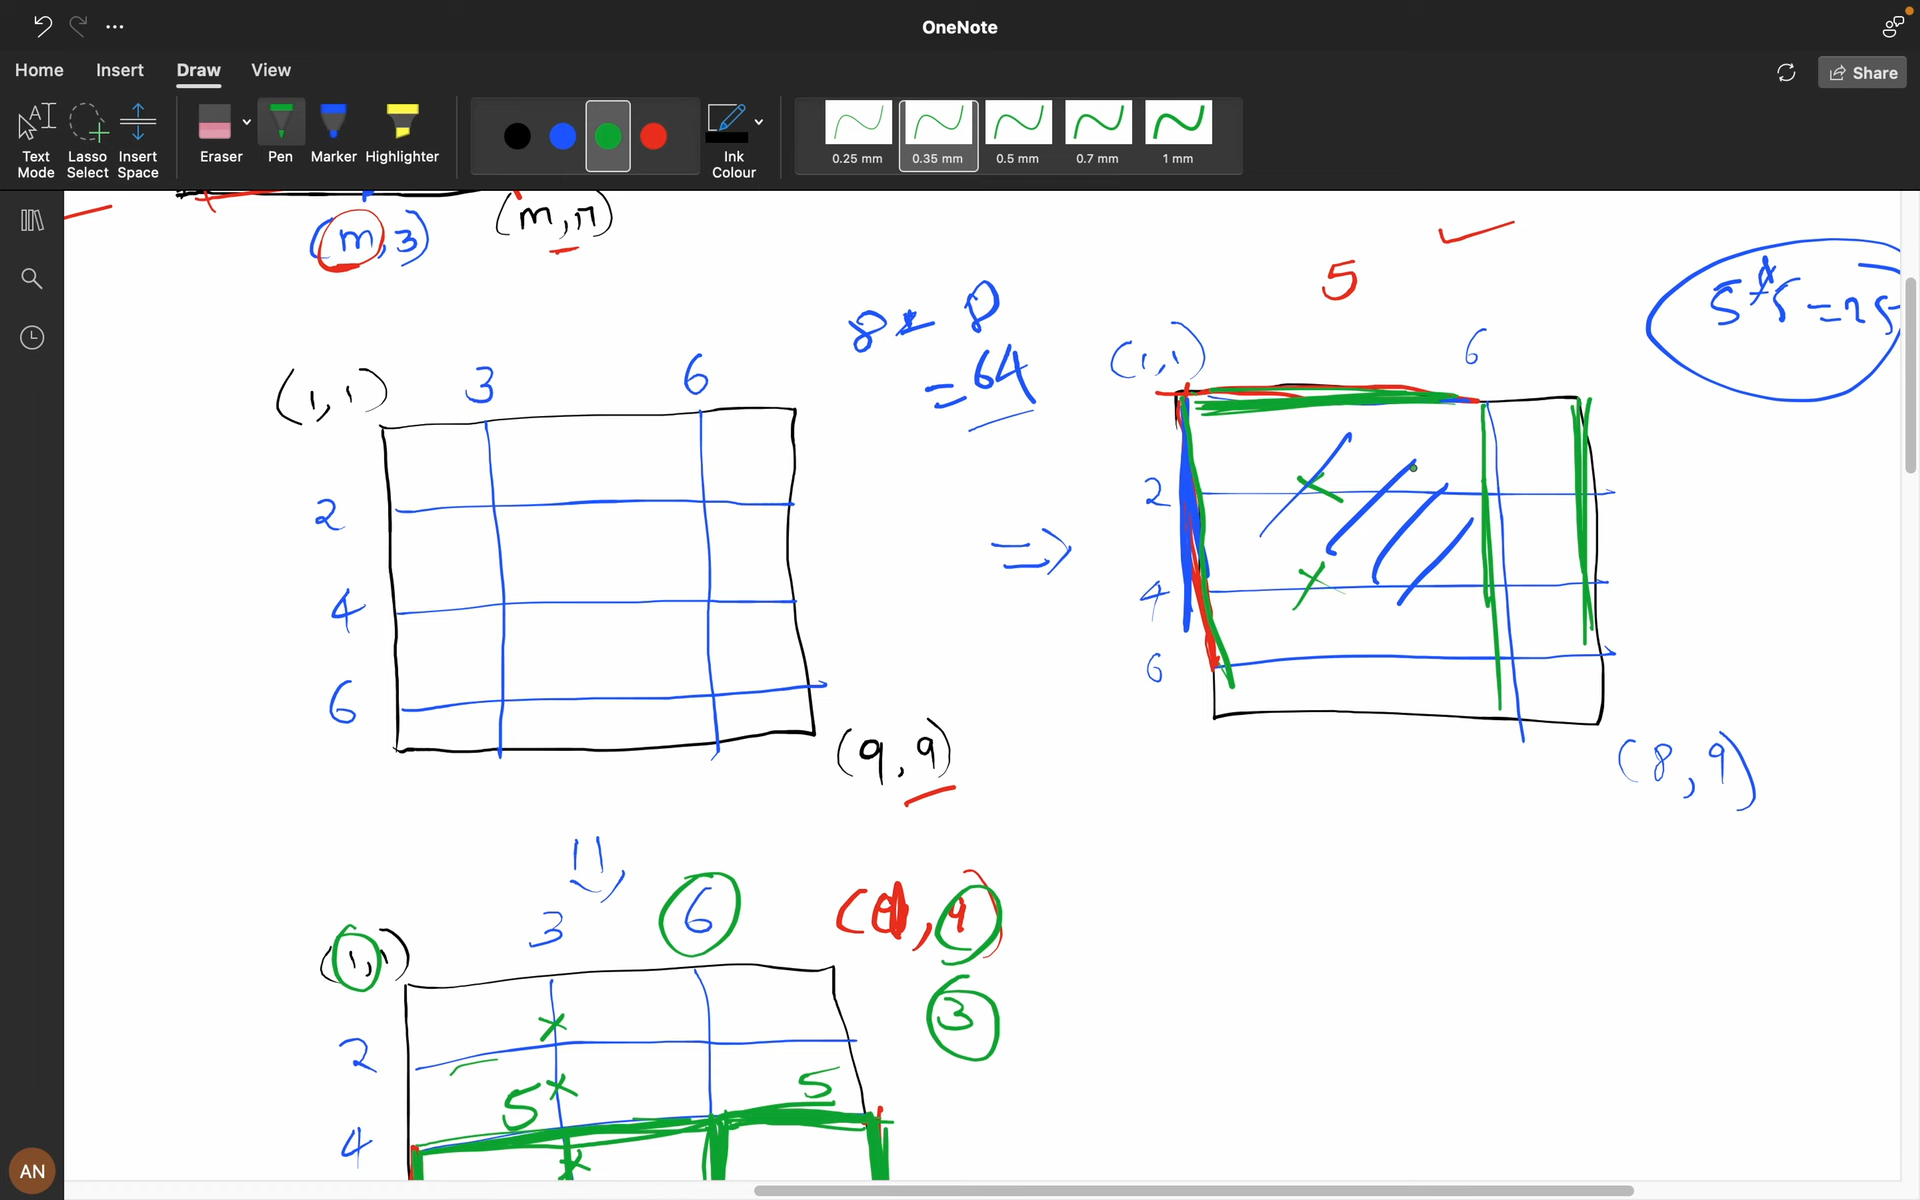 OneNote
Home Insert Draw View
Share
Text Mode
Lasso Select
Insert Space
Eraser
Pen
Marker
Highlighter
Ink Colour
0.25 mm
0.35 mm
0.5 mm
0.7 mm
1 mm
(m,3)
(m,n)
5
5*5=25
8* 8
=64
(1,1) 3 6
2
4
6
(9,9)
=>
(1,1) 6
2
4
6
(8,9)
3 6
(1,1)
3
2
5
5
4
AN